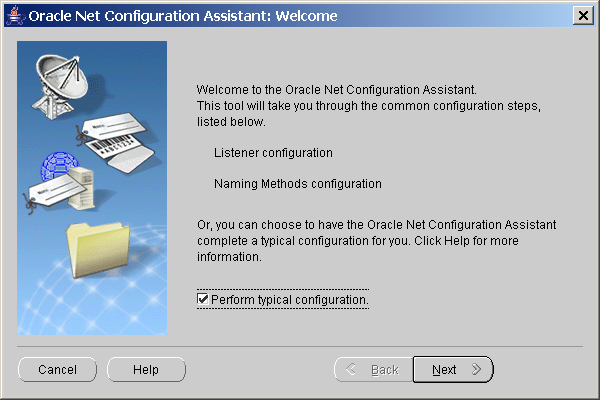 Oracle Net Configuration Assistant: Welcome
Welcome to the Oracle Net Configuration Assistant.
This tool will take you through the common configuration steps,
listed below.
Listener configuration
Naming Methods configuration
Or, you can choose to have the Oracle Net Configuration Assistant
complete a typical configuration for you. Click Help for more
information.
Perform typical configuration.
Cancel
Help
Back
Next